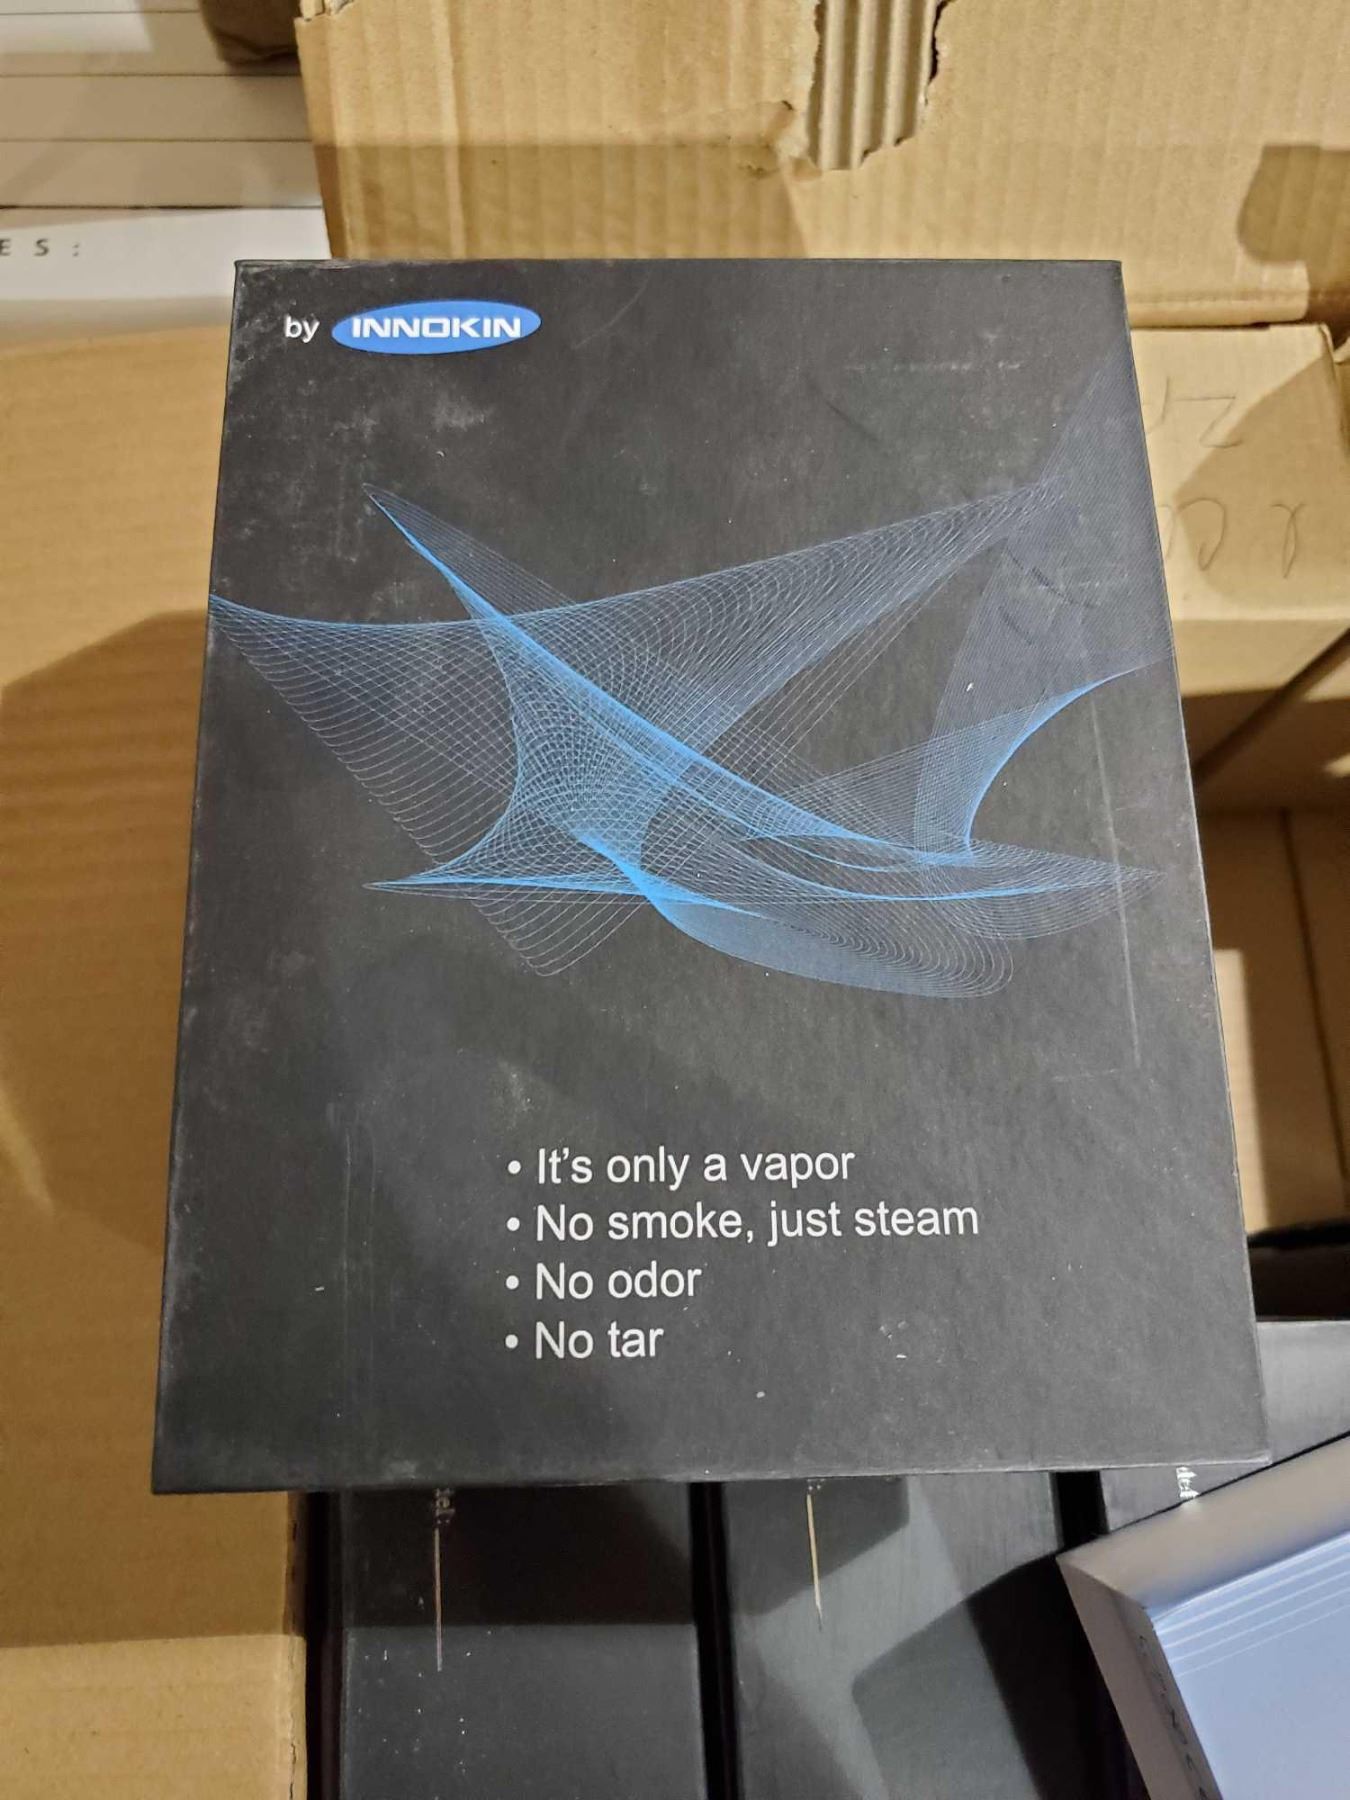 E S :
by INNOKIN
• It's only a vapor
• No smoke, just steam
• No odor
• No tar